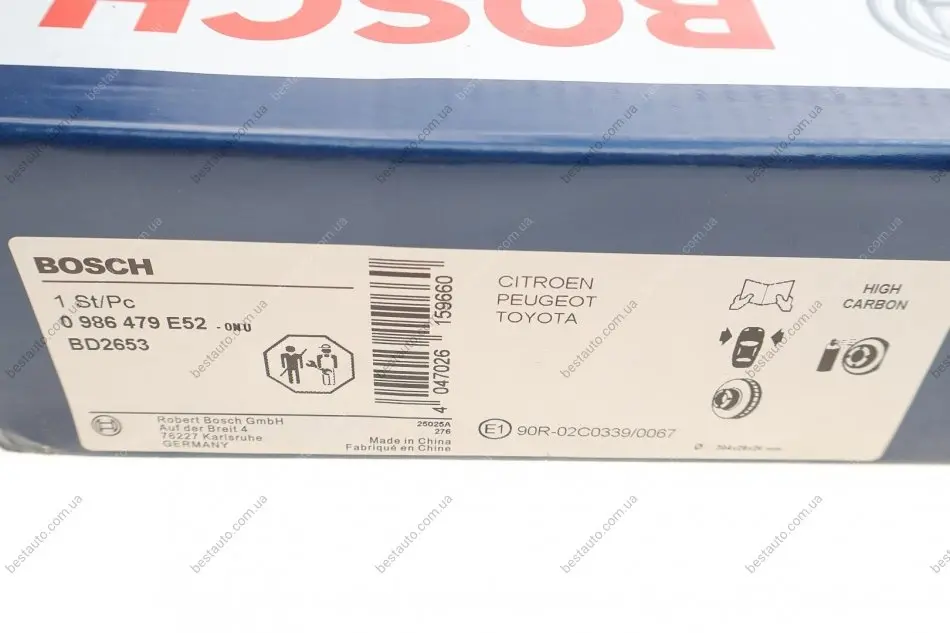 BOSCH
BOSCH
1 St/Pc
0 986 479 E52 - 0NU
BD2653
4 047026 159660
CITROEN
PEUGEOT
TOYOTA
HIGH
CARBON
Robert Bosch GmbH
Auf der Breit 4
76227 Karlsruhe
GERMANY
25025A
276
Made in China
Fabriqué en Chine
E1 90R-02C0339/0067
bestauto.com.ua